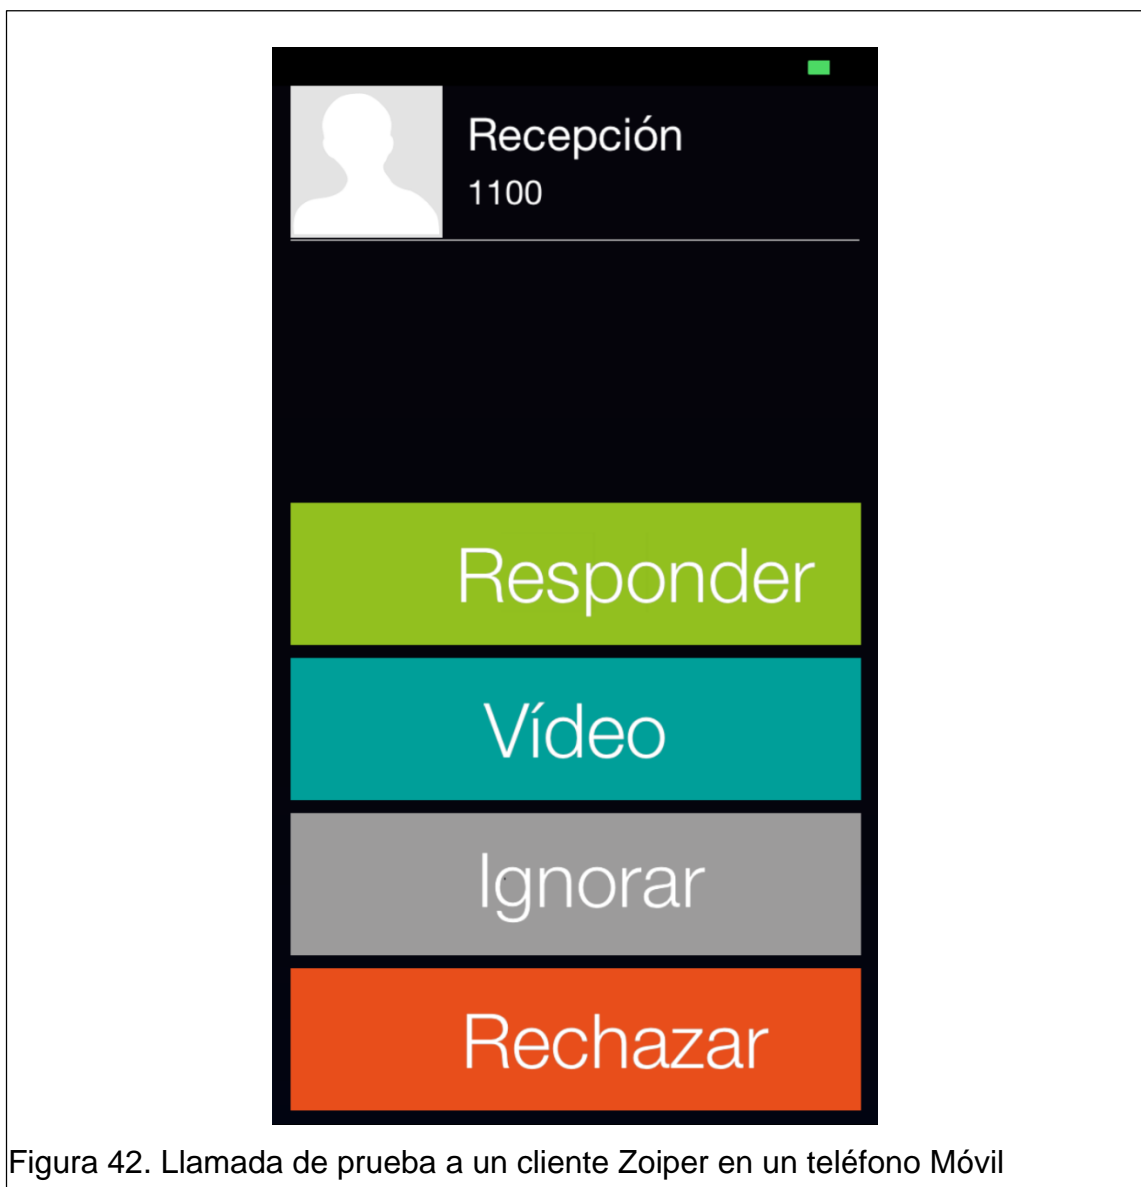 Recepción
1100
Responder
Vídeo
Ignorar
Rechazar
Figura 42. Llamada de prueba a un cliente Zoiper en un teléfono Móvil